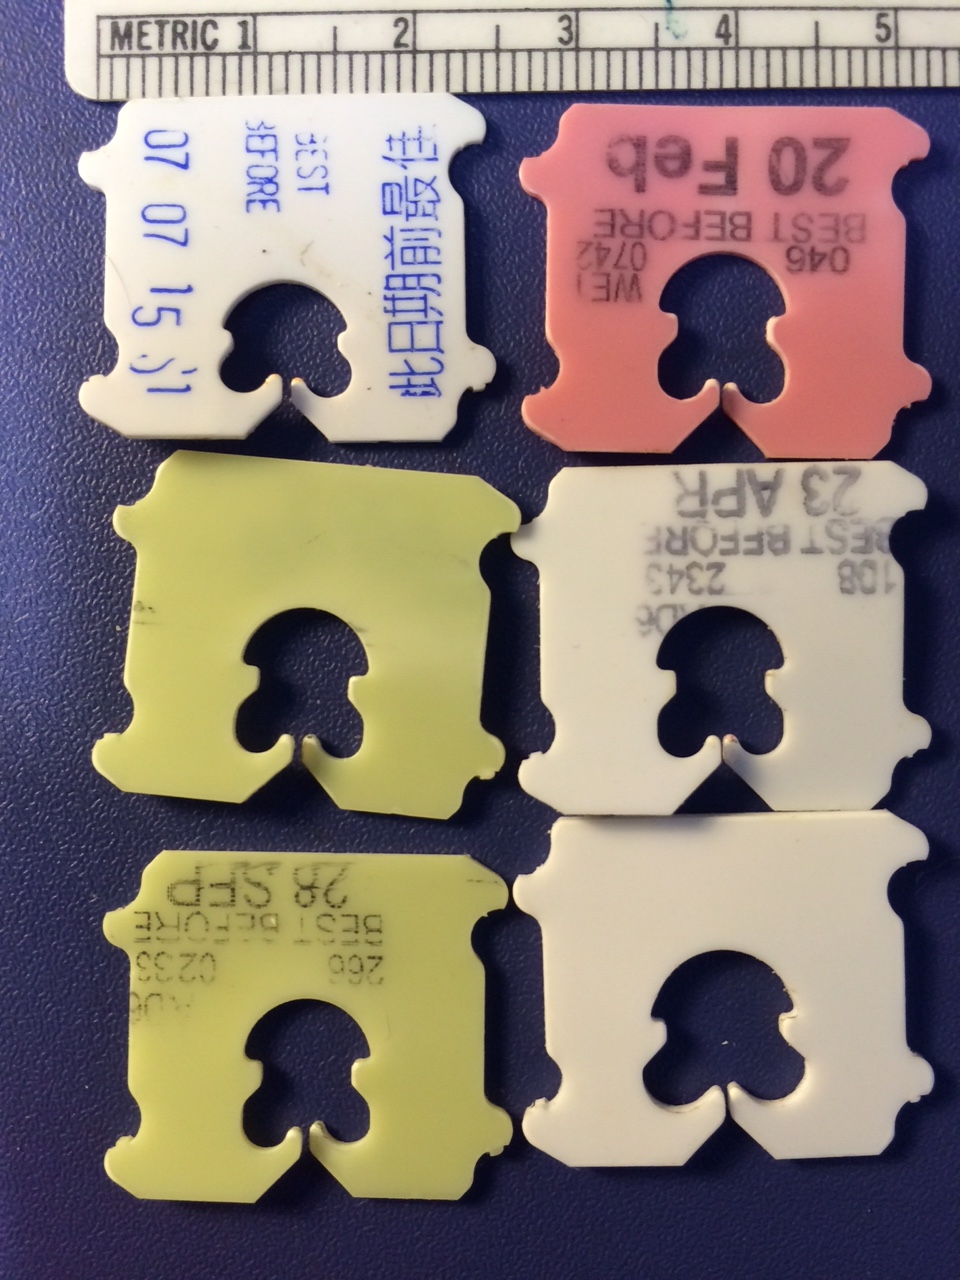 METRIC 1 2 3 4 5
此日期前最佳
BEST
BEFORE
07 07 15
20 Feb
BEST BEFORE
046 0742
23 APR
BEST BEFORE
108 2343
28 SEP
BEST BEFORE
266 0233